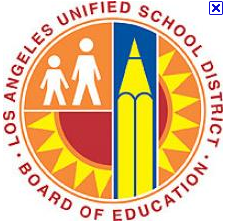 LOS ANGELES UNIFIED SCHOOL DISTRICT
• BOARD OF EDUCATION •